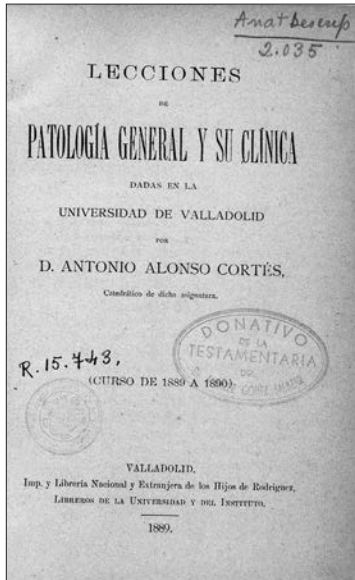 Anat Descrip
2.035
LECCIONES
DE
PATOLOGÍA GENERAL Y SU CLÍNICA
DADAS EN LA
UNIVERSIDAD DE VALLADOLID
POR
D. ANTONIO ALONSO CORTÉS,
Catedrático de dicha asignatura.
DONATIVO
DE LA
TESTAMENTARIA
DEL
R. 15.743,
(CURSO DE 1889 A 1890)
VALLADOLID.
Imp. y Librería Nacional y Extranjera de los Hijos de Rodríguez,
LIBREROS DE LA UNIVERSIDAD Y DEL INSTITUTO.
1889.